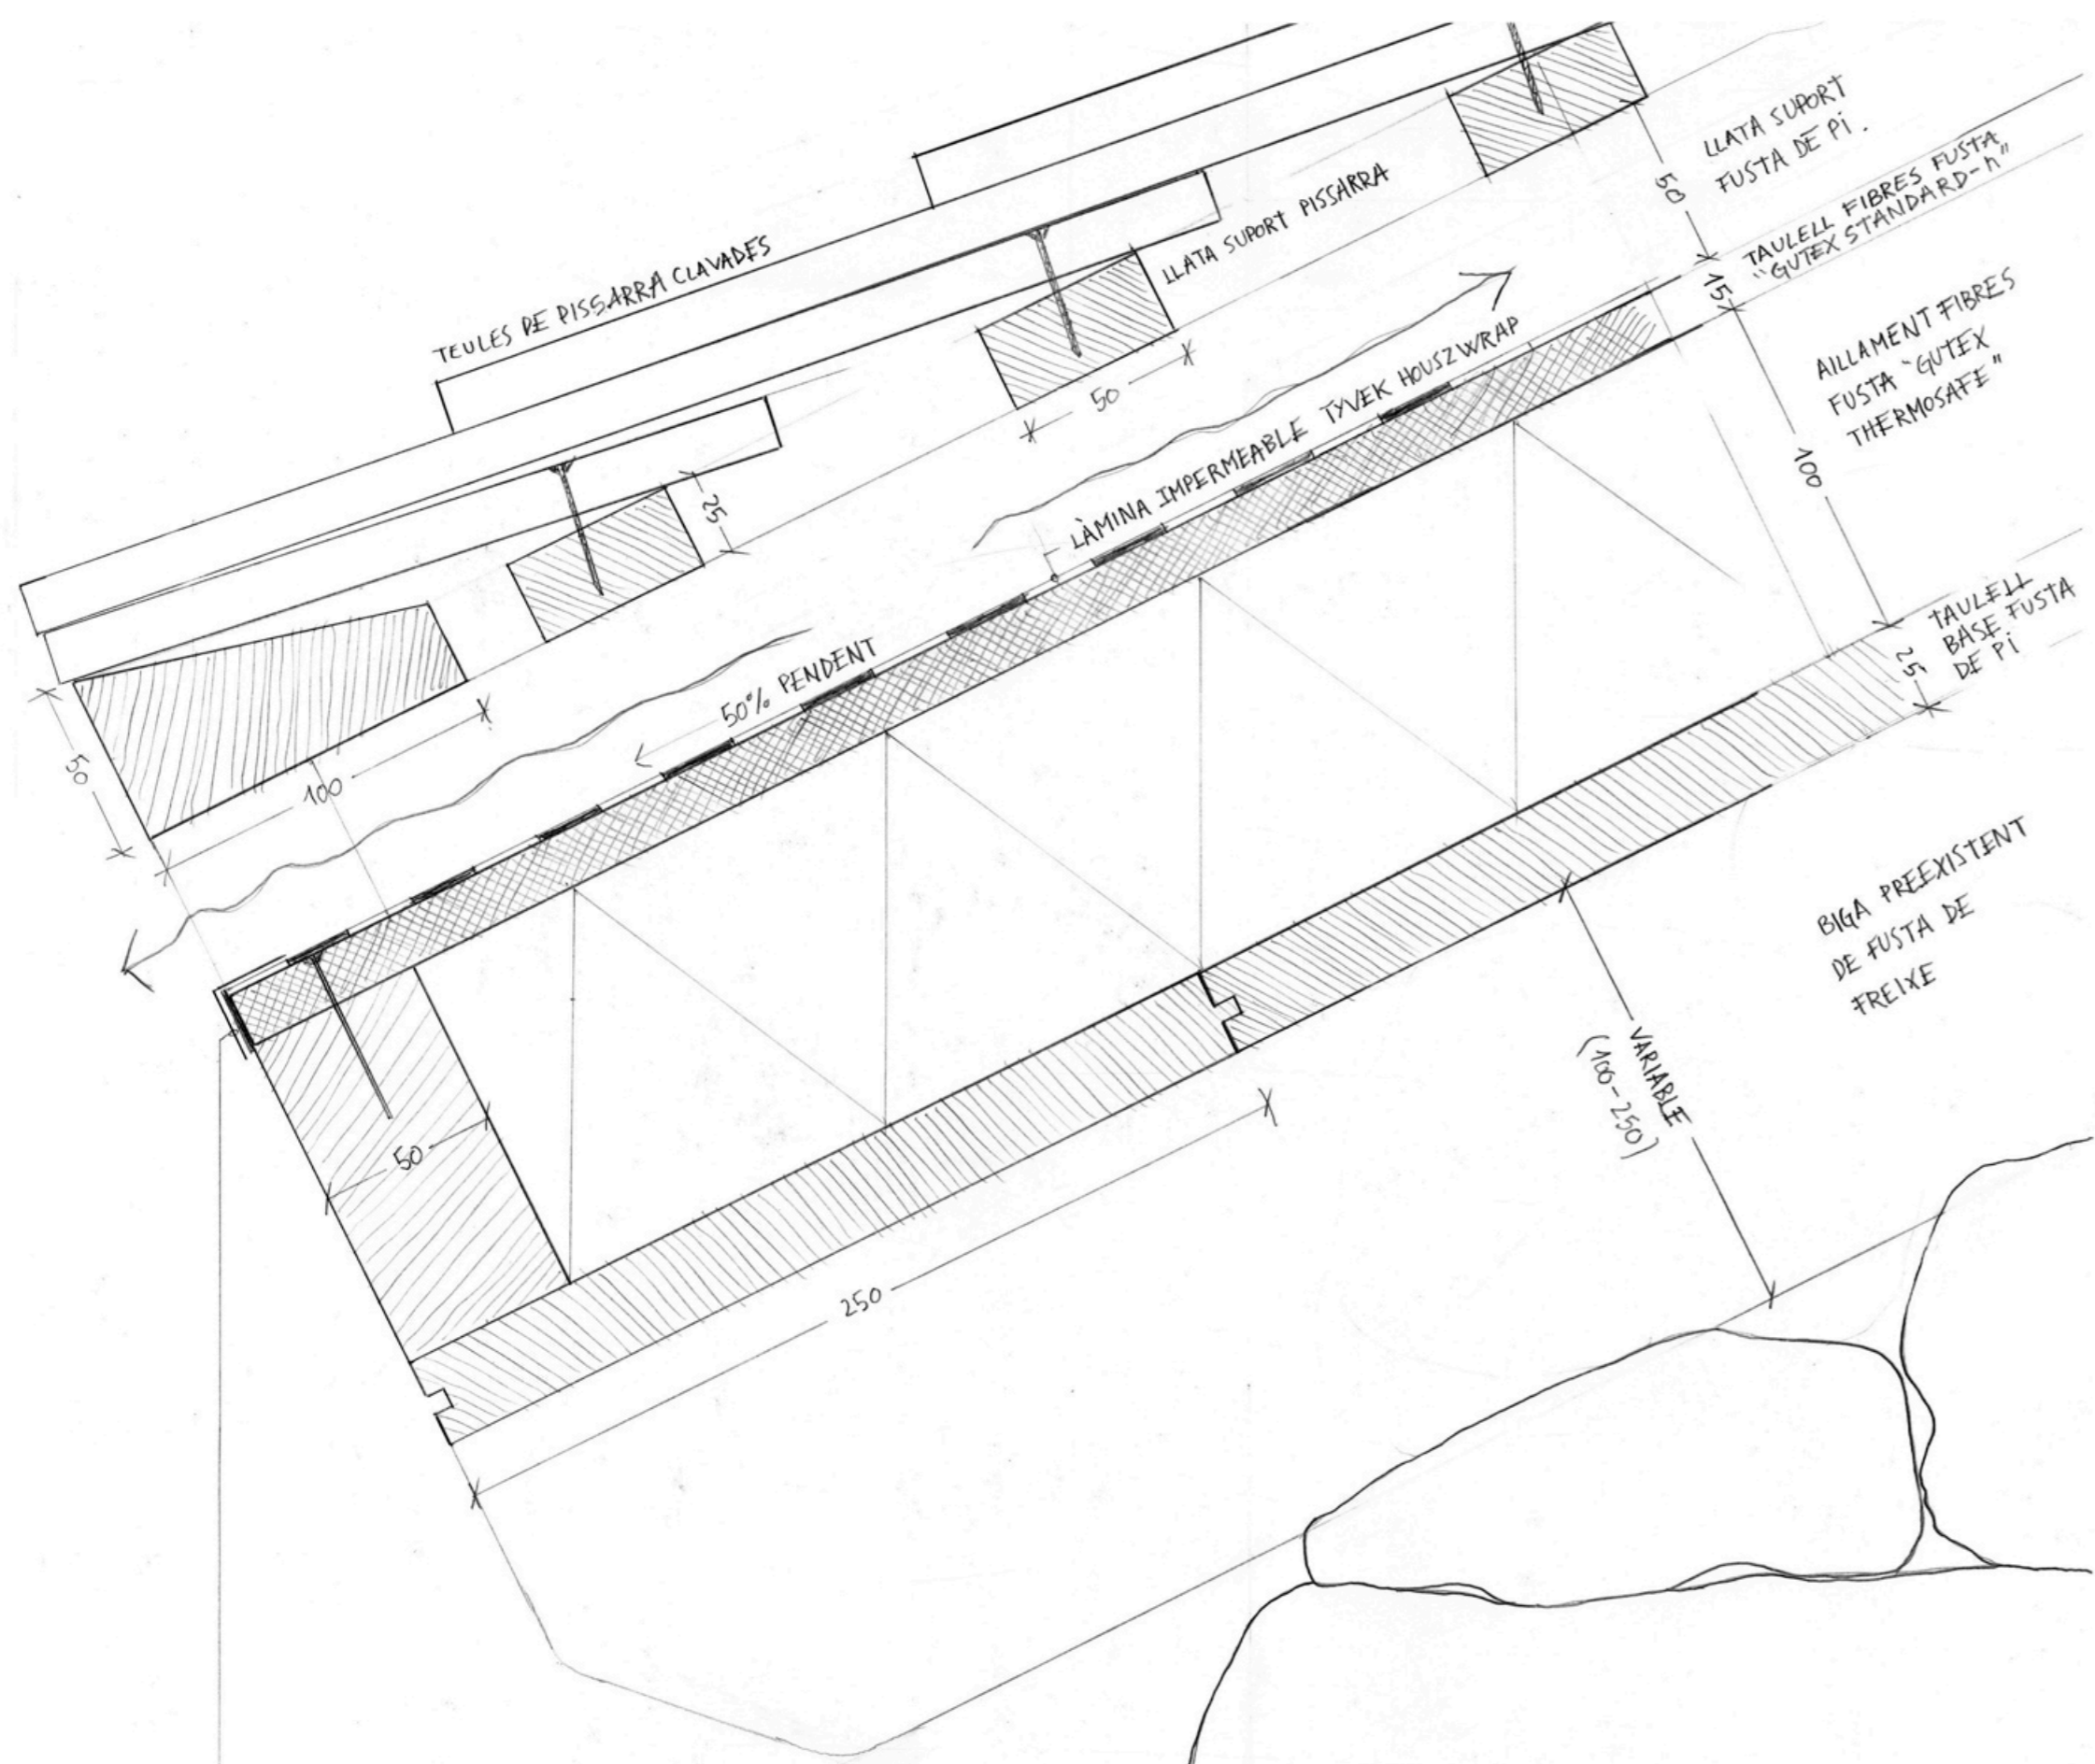 TEULES DE PISSARRA CLAVADES
LLATA SUPORT PISSARRA
LLATA SUPORT
FUSTA DE PI.
50
TAULELL FIBRES FUSTA
"GUTEX STANDARD-n"
15
AILLAMENT FIBRES
FUSTA "GUTEX
THERMOSAFE"
100
50
25
LÀMINA IMPERMEABLE TYVEK HOUSZWRAP
50% PENDENT
TAULELL
BASE FUSTA
DE PI
25
50
100
BIGA PREEXISTENT
DE FUSTA DE
FREIXE
VARIABLE
(100-250)
50
250